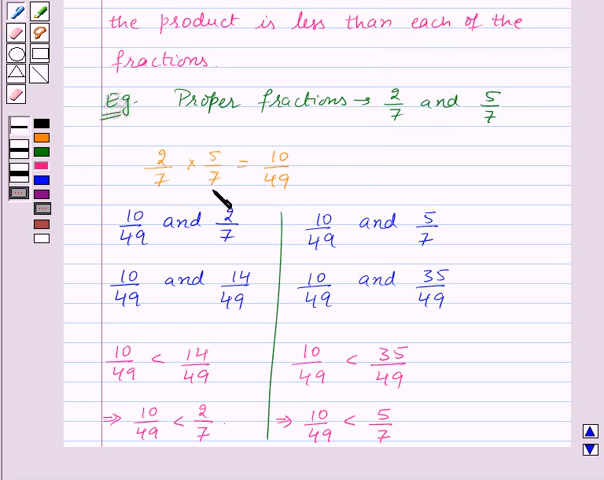 the product is less than each of the
fractions.
Eg. Proper fractions → 2/7 and 5/7
2/7 × 5/7 = 10/49
10/49 and 2/7
10/49 and 14/49
10/49 < 14/49
⇒ 10/49 < 2/7.
10/49 and 5/7
10/49 and 35/49
10/49 < 35/49
⇒ 10/49 < 5/7